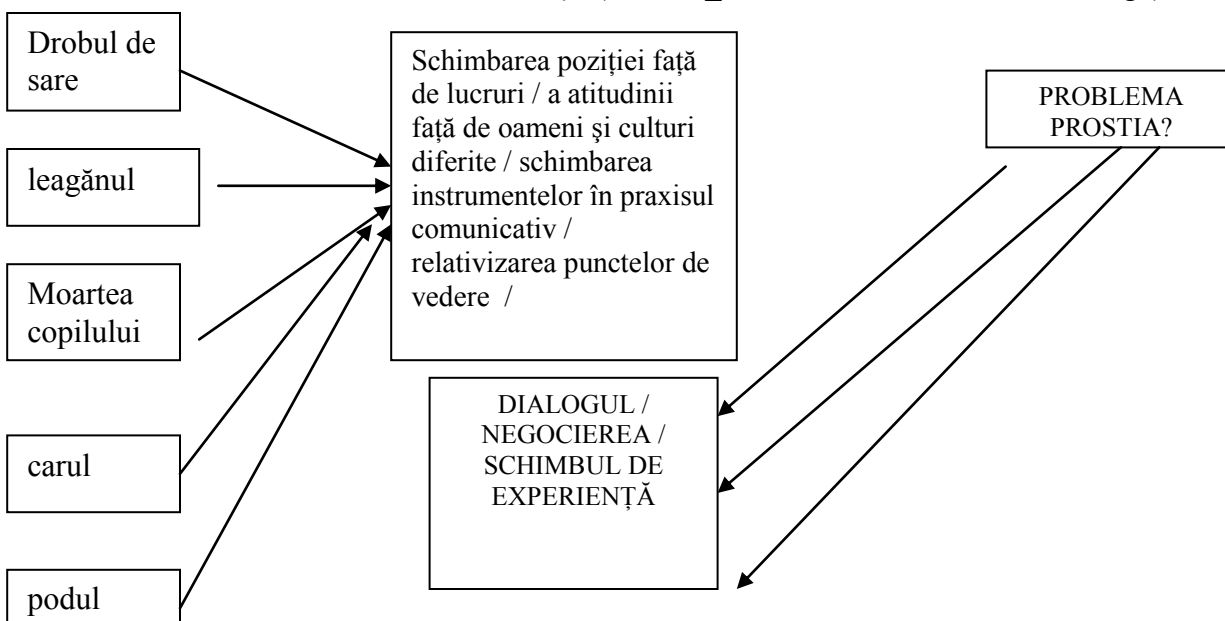 Drobul de
sare
leagănul
Moartea
copilului
carul
podul
Schimbarea poziției față
de lucruri / a atitudinii
față de oameni şi culturi
diferite / schimbarea
instrumentelor în praxisul
comunicativ /
relativizarea punctelor de
vedere /
DIALOGUL /
NEGOCIEREA /
SCHIMBUL DE
EXPERIENȚĂ
PROBLEMA
PROSTIA?